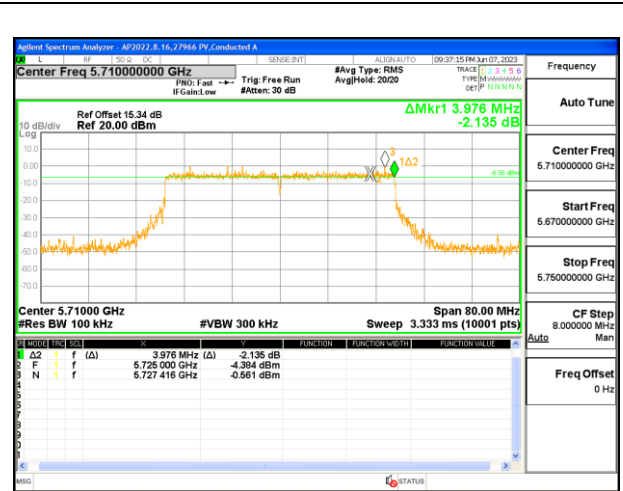 Agilent Spectrum Analyzer - AP2022.8.16,27966 PV,Conducted A
L RF 50 Ω DC SENSE:INT ALIGNAUTO 09:37:15 PM Jun 07, 2023
Center Freq 5.710000000 GHz #Avg Type: RMS TRACE 1 2 3 4 5 6
PNO: Fast Trig: Free Run Avg|Hold: 20/20 TYPE M
IFGain:Low #Atten: 30 dB DET P N N N N N
Ref Offset 15.34 dB ΔMkr1 3.976 MHz
10 dB/div Ref 20.00 dBm -2.135 dB
Log
10.0
0.00
-10.0
-20.0
-30.0
-40.0
-50.0
-60.0
-70.0
3
1Δ2
-6.56 dBm
Center 5.71000 GHz Span 80.00 MHz
#Res BW 100 kHz #VBW 300 kHz Sweep 3.333 ms (10001 pts)
MODE TRC SCL X Y FUNCTION FUNCTION WIDTH FUNCTION VALUE
1 Δ2 1 f (Δ) 3.976 MHz (Δ) -2.135 dB
2 F 1 f 5.725 000 GHz -4.384 dBm
3 N 1 f 5.727 416 GHz -0.561 dBm
4
5
6
7
8
9
MSG STATUS
Frequency
Auto Tune
Center Freq
5.710000000 GHz
Start Freq
5.670000000 GHz
Stop Freq
5.750000000 GHz
CF Step
8.000000 MHz
Auto Man
Freq Offset
0 Hz